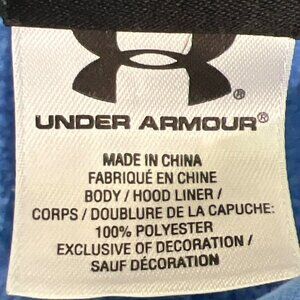 ®
UNDER ARMOUR®
MADE IN CHINA
FABRIQUÉ EN CHINE
BODY / HOOD LINER /
CORPS / DOUBLURE DE LA CAPUCHE:
100% POLYESTER
EXCLUSIVE OF DECORATION /
SAUF DÉCORATION